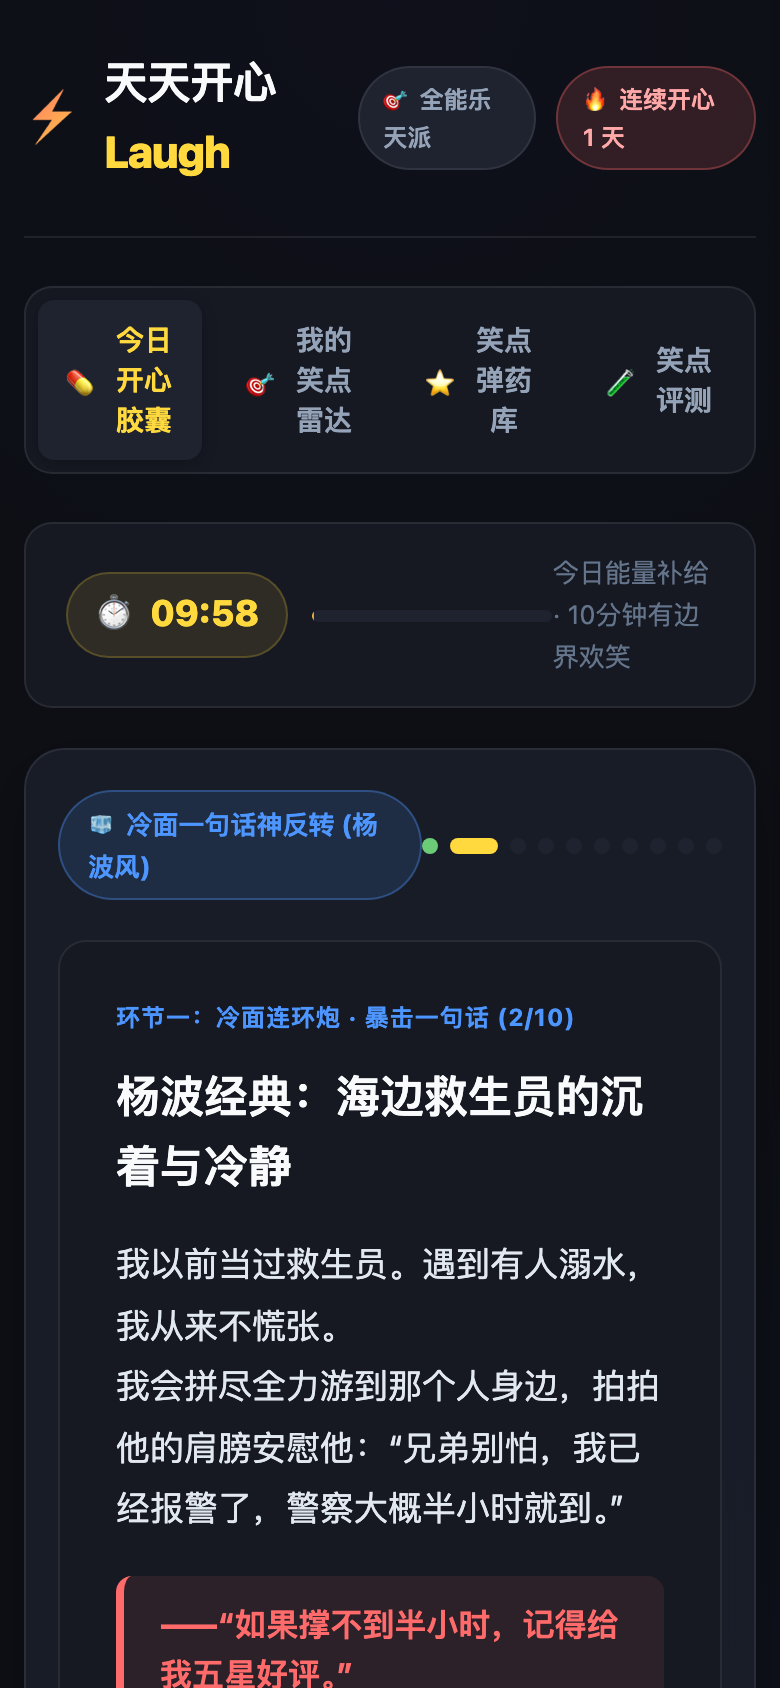 天天开心
Laugh
全能乐
天派
连续开心
1 天
今日
开心
胶囊
我的
笑点
雷达
笑点
弹药
库
笑点
评测
09:58
今日能量补给
· 10分钟有边
界欢笑
冷面一句话神反转 (杨
波风)
环节一：冷面连环炮 · 暴击一句话 (2/10)
杨波经典：海边救生员的沉
着与冷静
我以前当过救生员。遇到有人溺水，
我从来不慌张。
我会拼尽全力游到那个人身边，拍拍
他的肩膀安慰他：“兄弟别怕，我已
经报警了，警察大概半小时就到。”
——“如果撑不到半小时，记得给
我五星好评。”